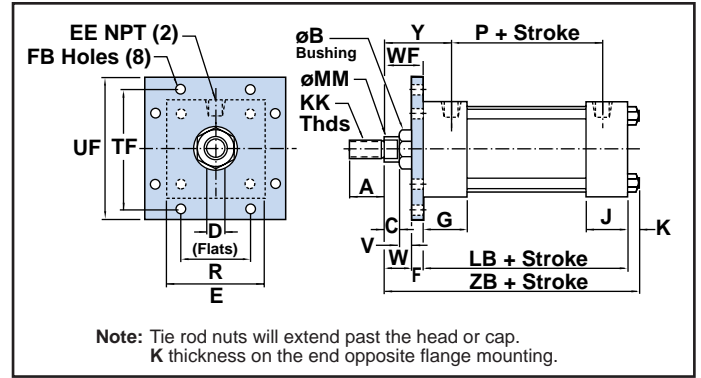 EE NPT (2)
FB Holes (8)
UF
TF
D
(Flats)
R
E
Y
P + Stroke
øB
Bushing
WF
øMM
KK
Thds
A
C
G
J
K
V
W
F
LB + Stroke
ZB + Stroke
Note: Tie rod nuts will extend past the head or cap.
K thickness on the end opposite flange mounting.